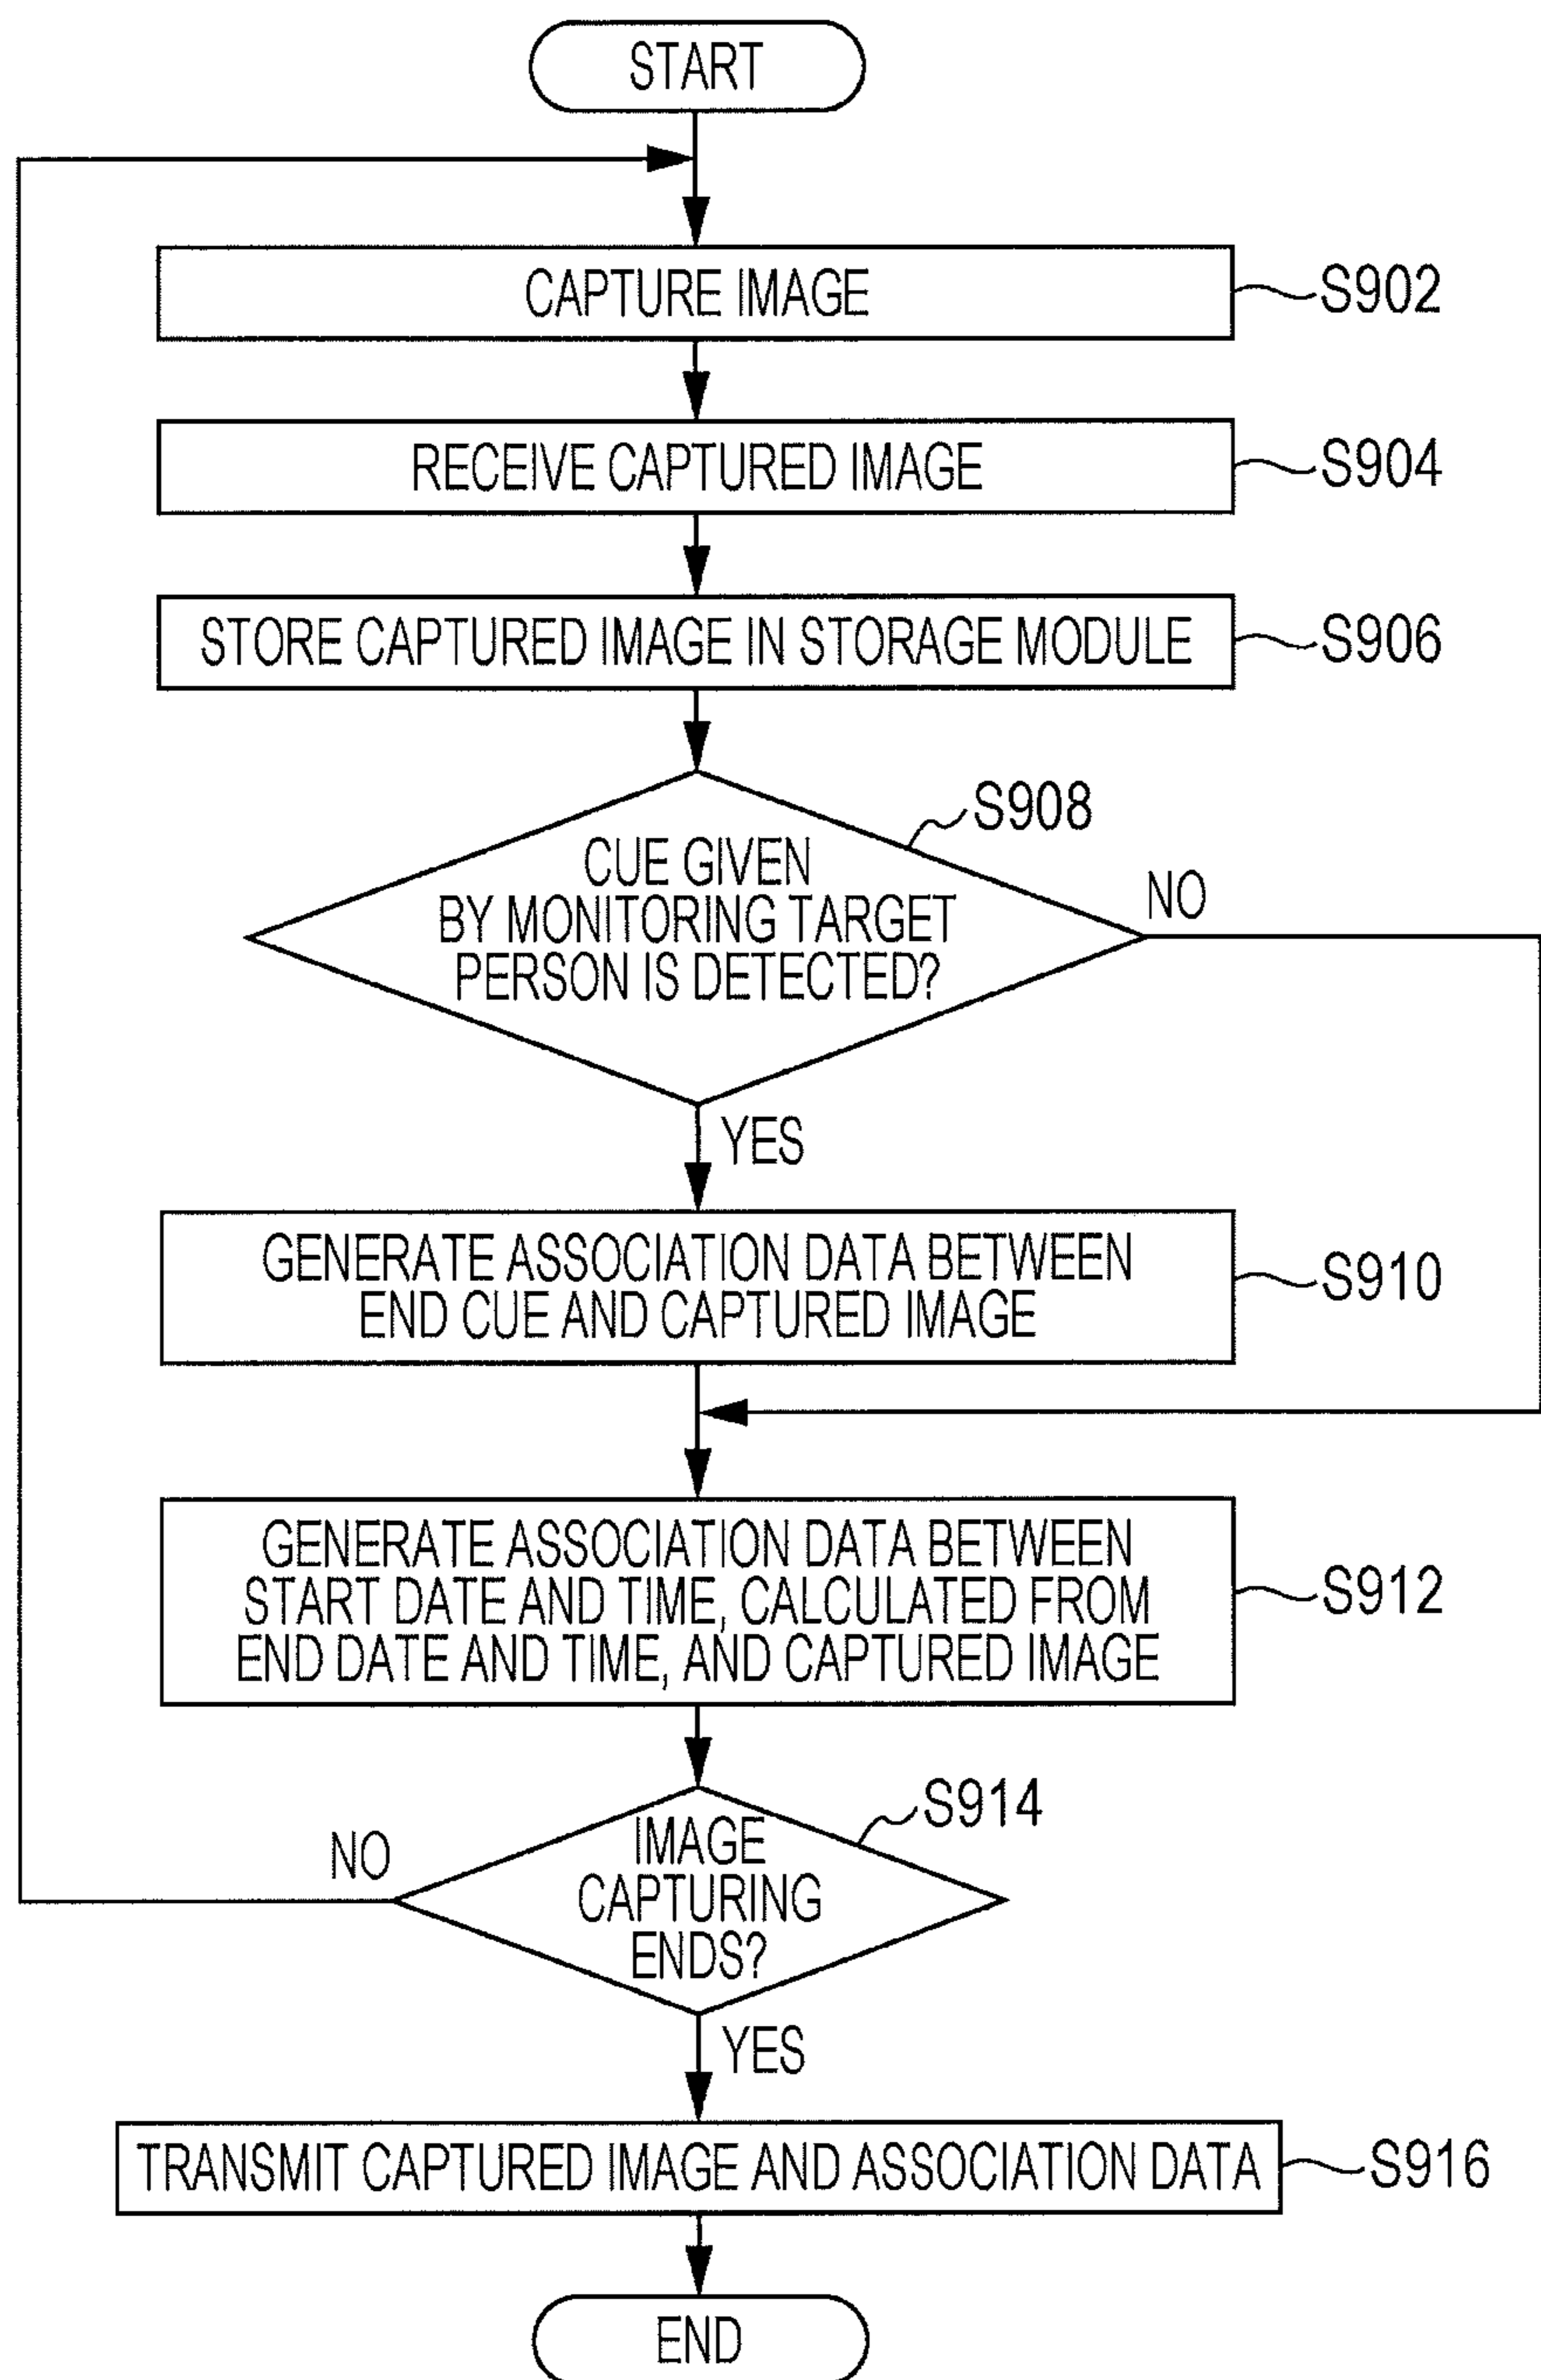 START
CAPTURE IMAGE
S902
RECEIVE CAPTURED IMAGE
S904
STORE CAPTURED IMAGE IN STORAGE MODULE
S906
S908
CUE GIVEN
BY MONITORING TARGET
PERSON IS DETECTED?
NO
YES
GENERATE ASSOCIATION DATA BETWEEN
END CUE AND CAPTURED IMAGE
S910
GENERATE ASSOCIATION DATA BETWEEN
START DATE AND TIME, CALCULATED FROM
END DATE AND TIME, AND CAPTURED IMAGE
S912
S914
IMAGE
CAPTURING
ENDS?
NO
YES
TRANSMIT CAPTURED IMAGE AND ASSOCIATION DATA
S916
END